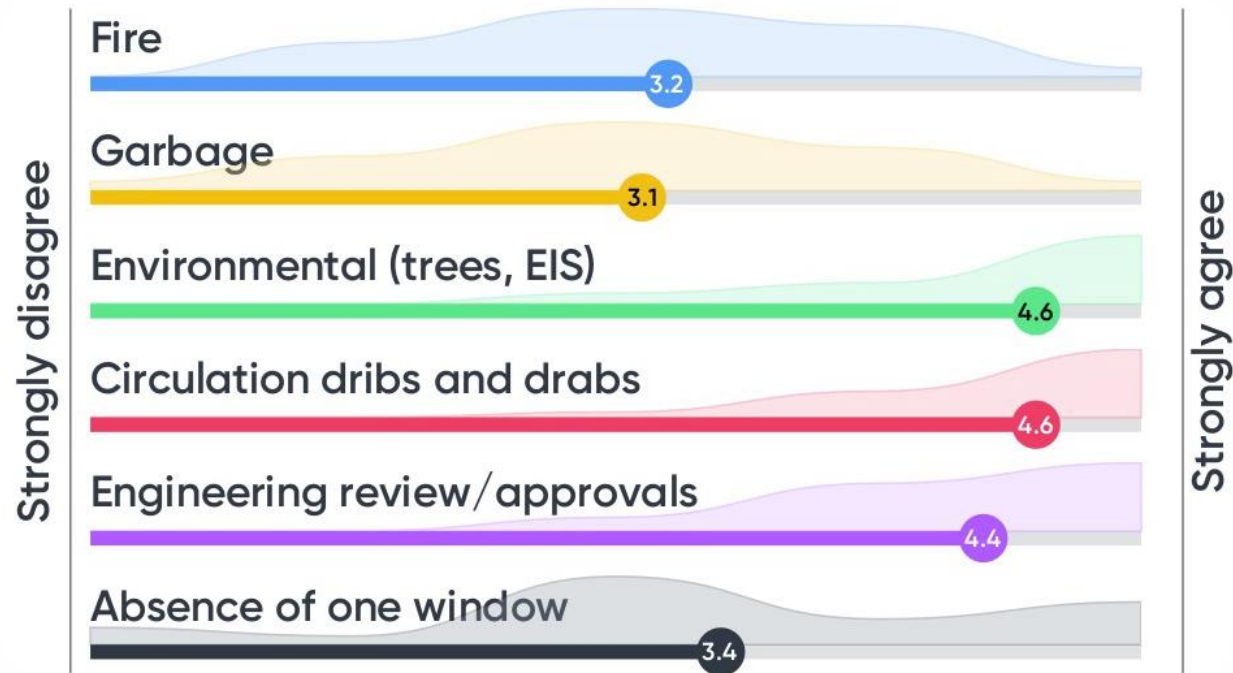 Strongly disagree
Fire
3.2
Garbage
3.1
Environmental (trees, EIS)
4.6
Circulation dribs and drabs
4.6
Engineering review/approvals
4.4
Absence of one window
3.4
Strongly agree